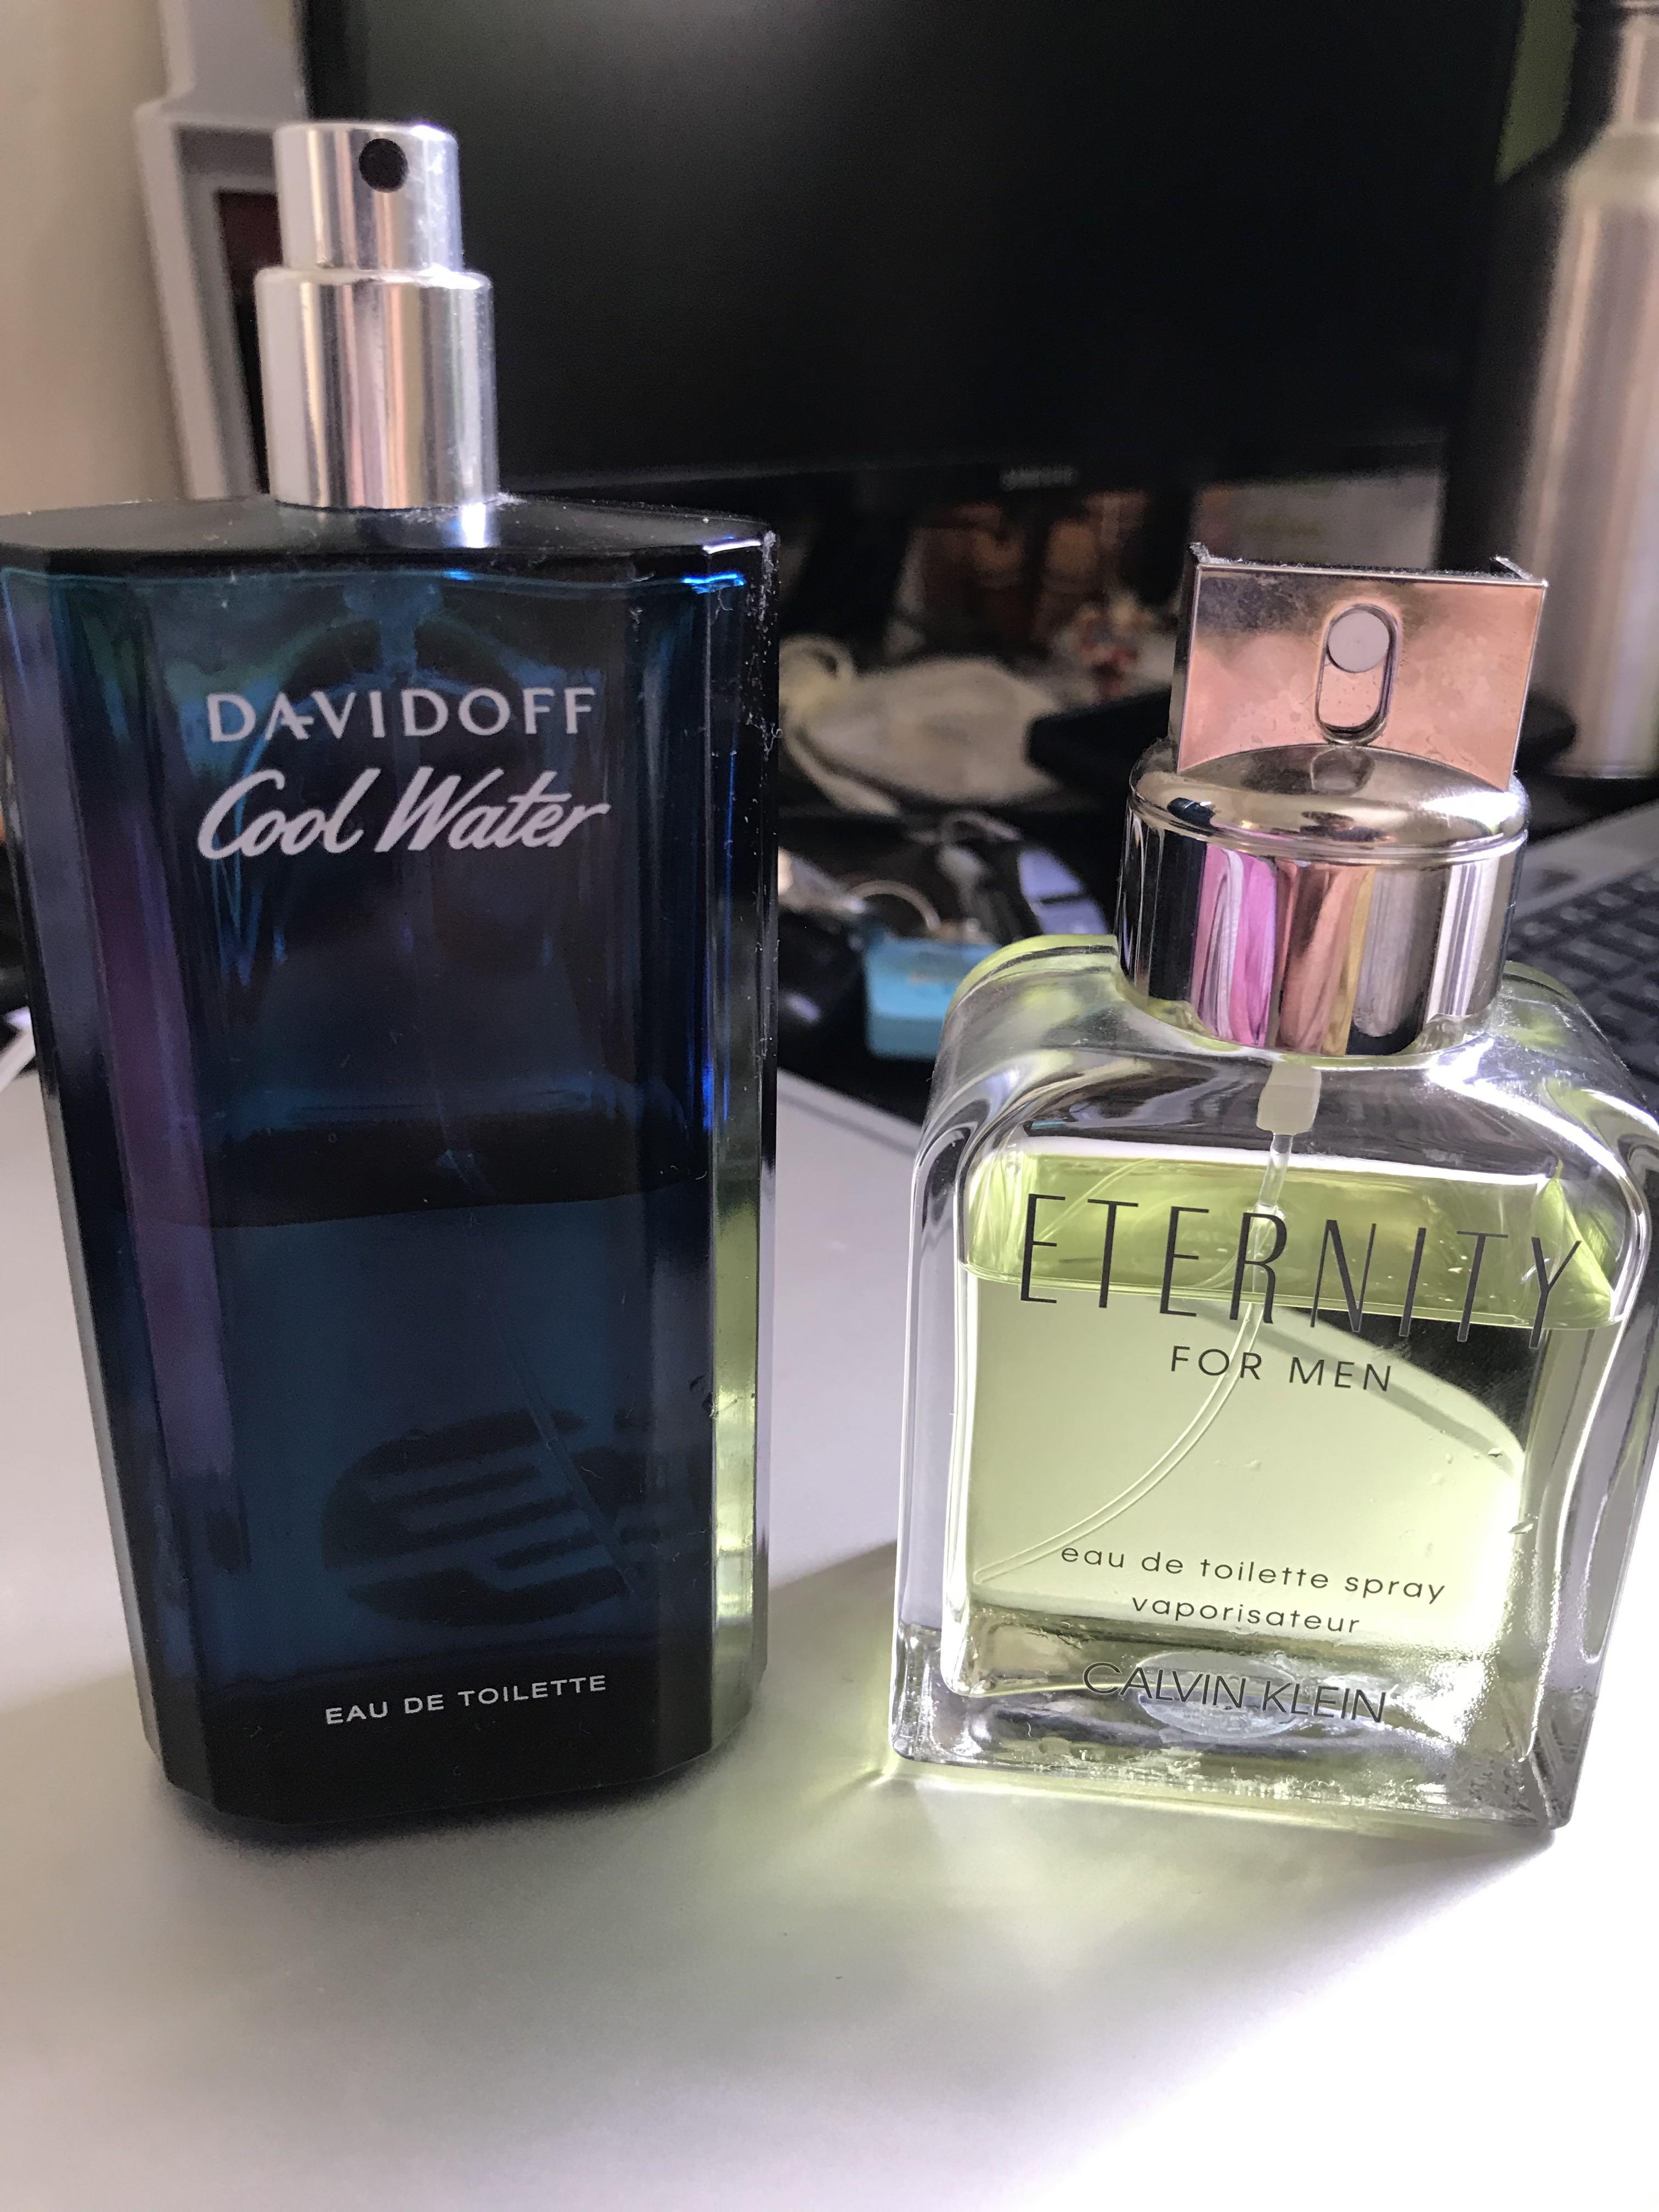 DAVIDOFF
Cool Water
EAU DE TOILETTE
ETERNITY
FOR MEN
eau de toilette spray
vaporisateur
CALVIN KLEIN